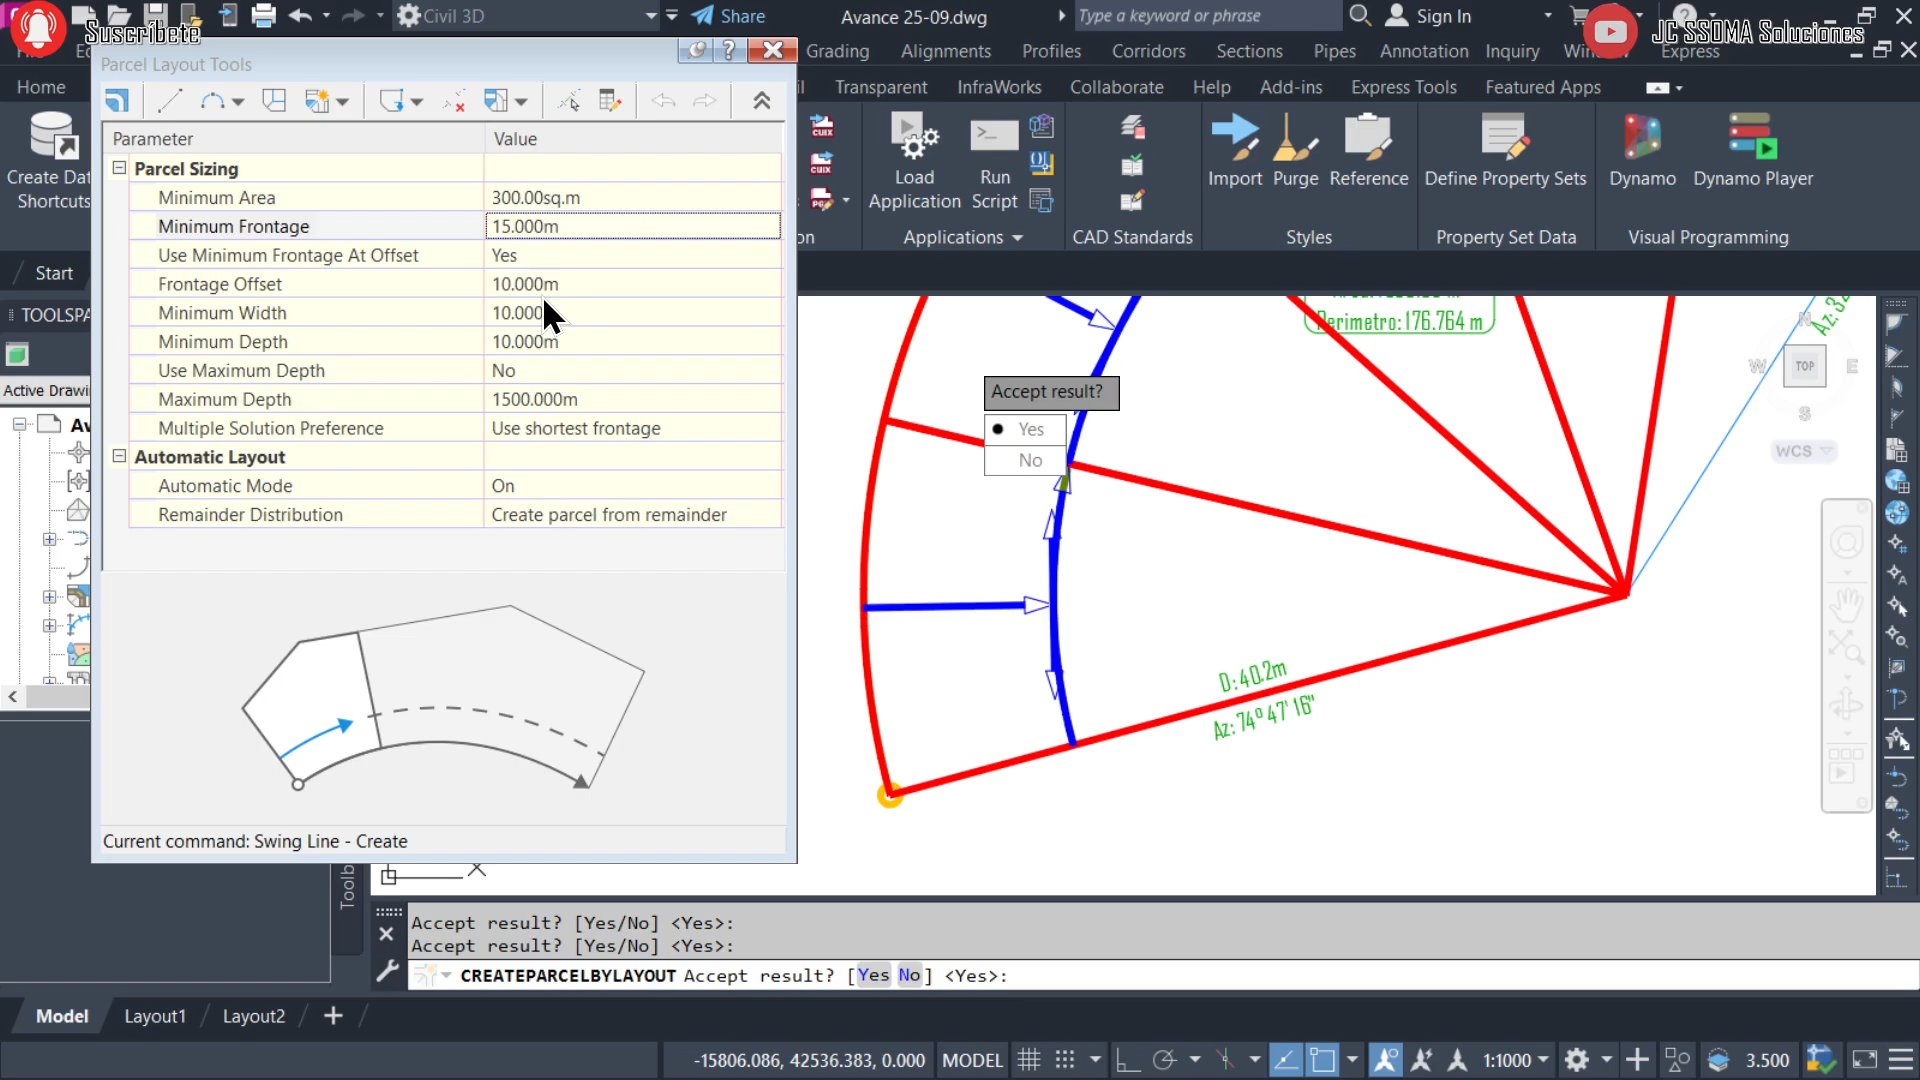 Suscríbete
Civil 3D
Share
Avance 25-09.dwg
Type a keyword or phrase
Sign In
JC SSOMA Soluciones
Parcel Layout Tools
Grading Alignments Profiles Corridors Sections Pipes Annotation Inquiry Express
Home
Transparent InfraWorks Collaborate Help Add-ins Express Tools Featured Apps
Parameter Value
Parcel Sizing
Minimum Area 300.00sq.m
Minimum Frontage 15.000m
Use Minimum Frontage At Offset Yes
Frontage Offset 10.000m
Minimum Width 10.000
Minimum Depth 10.000m
Use Maximum Depth No
Maximum Depth 1500.000m
Multiple Solution Preference Use shortest frontage
Automatic Layout
Automatic Mode On
Remainder Distribution Create parcel from remainder
Current command: Swing Line - Create
Create Dat
Shortcuts
Start
TOOLSPA
Active Drawi
Av
Toolb
Load
Application
Run
Script
Import Purge Reference
Define Property Sets
Dynamo Dynamo Player
Applications
CAD Standards
Styles
Property Set Data
Visual Programming
Perimetro: 176.764 m
Accept result?
Yes
No
D:40.2m
Az: 74° 47' 16"
N
W
TOP
E
S
WCS
Accept result? [Yes/No] <Yes>:
Accept result? [Yes/No] <Yes>:
CREATEPARCELBYLAYOUT Accept result? [Yes No] <Yes>:
Model Layout1 Layout2
-15806.086, 42536.383, 0.000 MODEL 1:1000 3.500